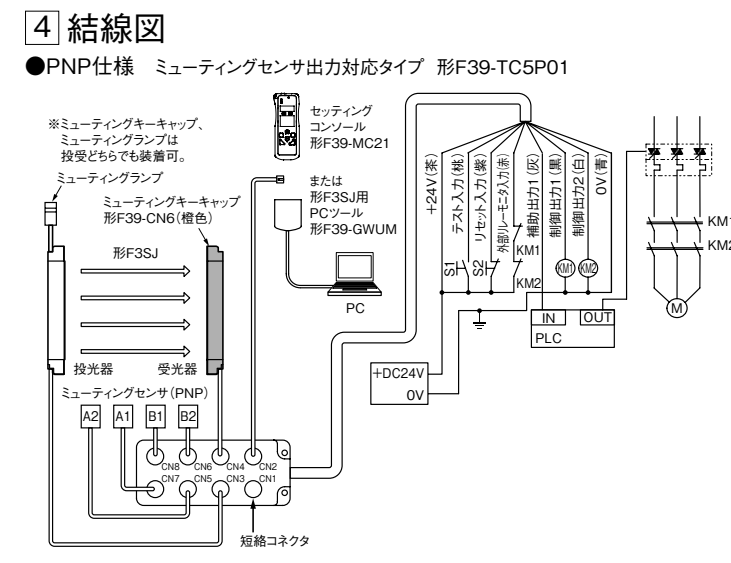 4 結線図
●PNP仕様 ミューティングセンサ出力対応タイプ 形F39-TC5P01
※ミューティングキーキャップ、
ミューティングランプは
投受どちらでも装着可。
ミューティングランプ
ミューティングキーキャップ
形F39-CN6(橙色)
形F3SJ
投光器
受光器
ミューティングセンサ(PNP)
A2
A1
B1
B2
CN8
CN6
CN4
CN2
CN7
CN5
CN3
CN1
短絡コネクタ
セッティング
コンソール
形F39-MC21
または
形F3SJ用
PCツール
形F39-GWUM
PC
+24V(茶)
テスト入力(桃)
リセット入力(紫)
外部リレーモニタ入力(赤)
補助出力1(灰)
制御出力1(黒)
制御出力2(白)
0V(青)
S1
S2
KM1
KM2
KM1
KM2
IN
OUT
PLC
+DC24V
0V
KM1
KM2
M